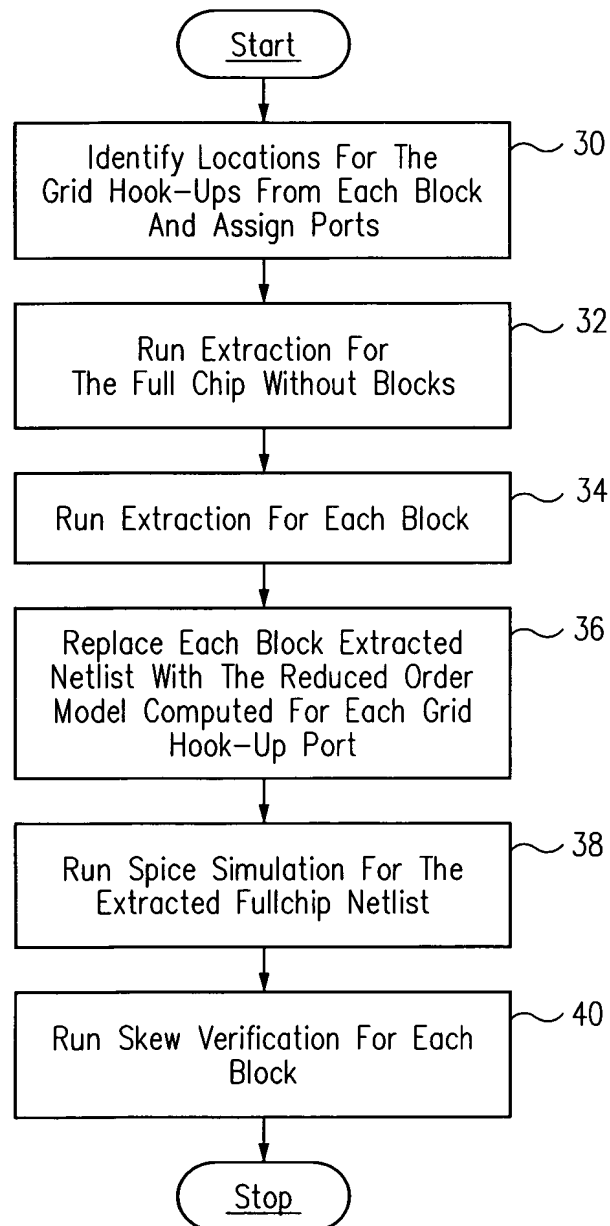 Start
Identify Locations For The
Grid Hook-Ups From Each Block
And Assign Ports
30
Run Extraction For
The Full Chip Without Blocks
32
Run Extraction For Each Block
34
Replace Each Block Extracted
Netlist With The Reduced Order
Model Computed For Each Grid
Hook-Up Port
36
Run Spice Simulation For The
Extracted Fullchip Netlist
38
Run Skew Verification For Each
Block
40
Stop